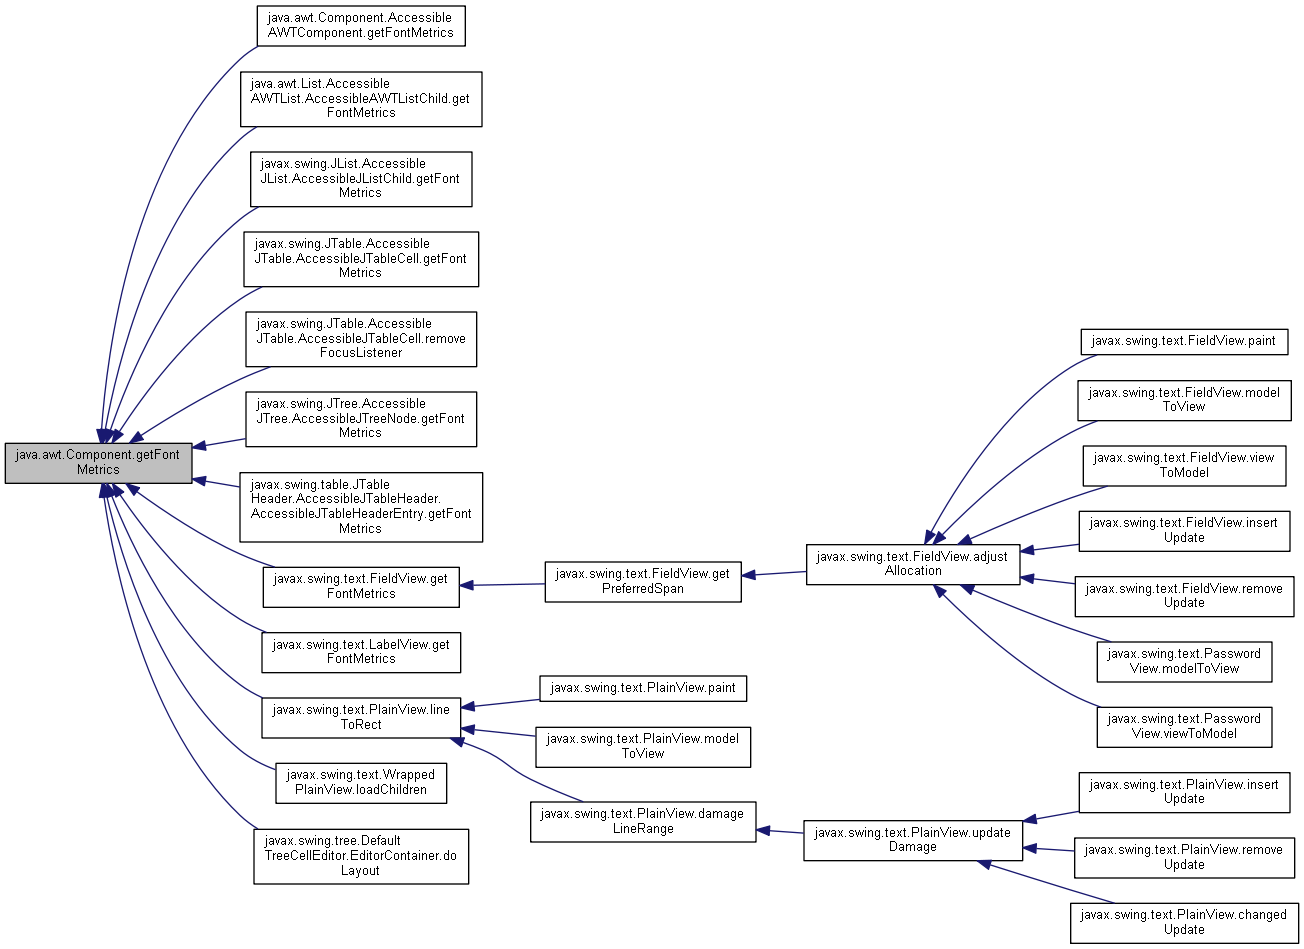 java.awt.Component.Accessible
AWTComponent.getFontMetrics
java.awt.List.Accessible
AWTList.AccessibleAWTListChild.get
FontMetrics
javax.swing.JList.Accessible
JList.AccessibleJListChild.getFont
Metrics
javax.swing.JTable.Accessible
JTable.AccessibleJTableCell.getFont
Metrics
javax.swing.JTable.Accessible
JTable.AccessibleJTableCell.remove
FocusListener
javax.swing.JTree.Accessible
JTree.AccessibleJTreeNode.getFont
Metrics
java.awt.Component.getFont
Metrics
javax.swing.table.JTable
Header.AccessibleJTableHeader.
AccessibleJTableHeaderEntry.getFont
Metrics
javax.swing.text.FieldView.get
FontMetrics
javax.swing.text.LabelView.get
FontMetrics
javax.swing.text.PlainView.line
ToRect
javax.swing.text.Wrapped
PlainView.loadChildren
javax.swing.tree.Default
TreeCellEditor.EditorContainer.do
Layout
javax.swing.text.FieldView.get
PreferredSpan
javax.swing.text.PlainView.paint
javax.swing.text.PlainView.model
ToView
javax.swing.text.PlainView.damage
LineRange
javax.swing.text.FieldView.adjust
Allocation
javax.swing.text.PlainView.update
Damage
javax.swing.text.FieldView.paint
javax.swing.text.FieldView.model
ToView
javax.swing.text.FieldView.view
ToModel
javax.swing.text.FieldView.insert
Update
javax.swing.text.FieldView.remove
Update
javax.swing.text.Password
View.modelToView
javax.swing.text.Password
View.viewToModel
javax.swing.text.PlainView.insert
Update
javax.swing.text.PlainView.remove
Update
javax.swing.text.PlainView.changed
Update